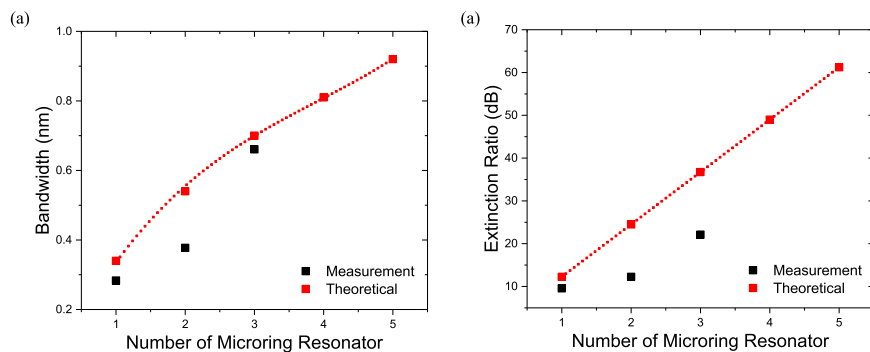 (a)
1.0
0.8
0.6
0.4
0.2
Bandwidth (nm)
Measurement
Theoretical
1 2 3 4 5
Number of Microring Resonator
(a)
70
60
50
40
30
20
10
Extinction Ratio (dB)
Measurement
Theoretical
1 2 3 4 5
Number of Microring Resonator